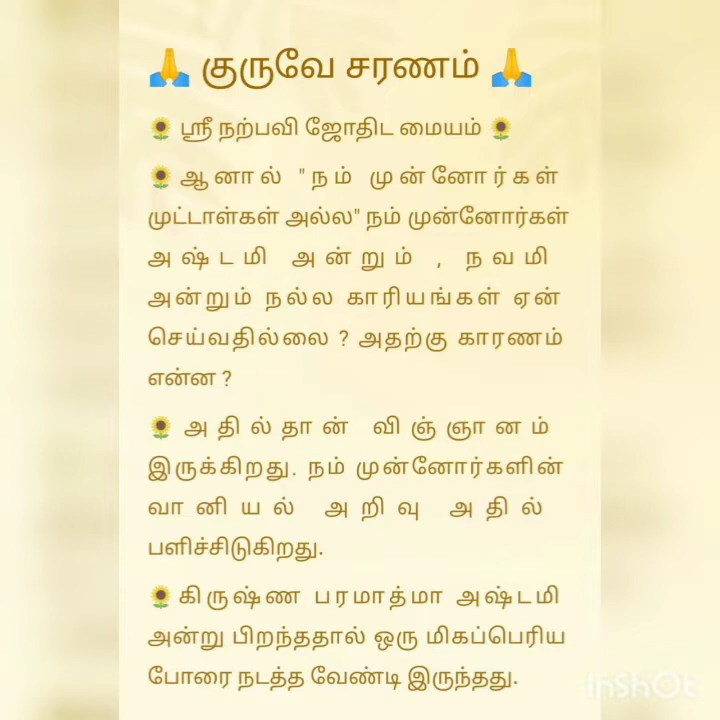 🙏 குருவே சரணம் 🙏
🌻 ஸ்ரீ நற்பவி ஜோதிட மையம் 🌻
🌻 ஆனால் "நம் முன்னோர்கள்
முட்டாள்கள் அல்ல" நம் முன்னோர்கள்
அஷ்டமி அன்றும் , நவமி
அன்றும் நல்ல காரியங்கள் ஏன்
செய்வதில்லை ? அதற்கு காரணம்
என்ன ?
🌻 அதில்தான் விஞ்ஞானம்
இருக்கிறது. நம் முன்னோர்களின்
வானியல் அறிவு அதில்
பளிச்சிடுகிறது.
🌻 கிருஷ்ண பரமாத்மா அஷ்டமி
அன்று பிறந்ததால் ஒரு மிகப்பெரிய
போரை நடத்த வேண்டி இருந்தது.
InShOt